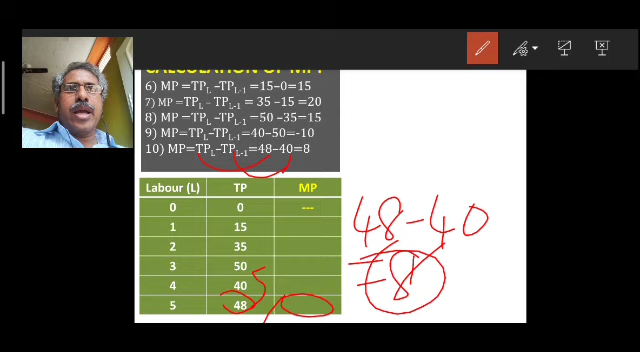 CALCULATION OF MP:
6) MP =TPL –TPL-1 =15–0=15
7) MP =TPL – TPL-1 = 35 –15 =20
8) MP =TPL – TPL-1 = 50 –35=15
9) MP=TPL–TPL-1=40–50=-10
10) MP=TPL–TPL-1=48–40=8
Labour (L) TP MP
0 0 ---
1 15
2 35
3 50
4 40
5 48
48-40
=8